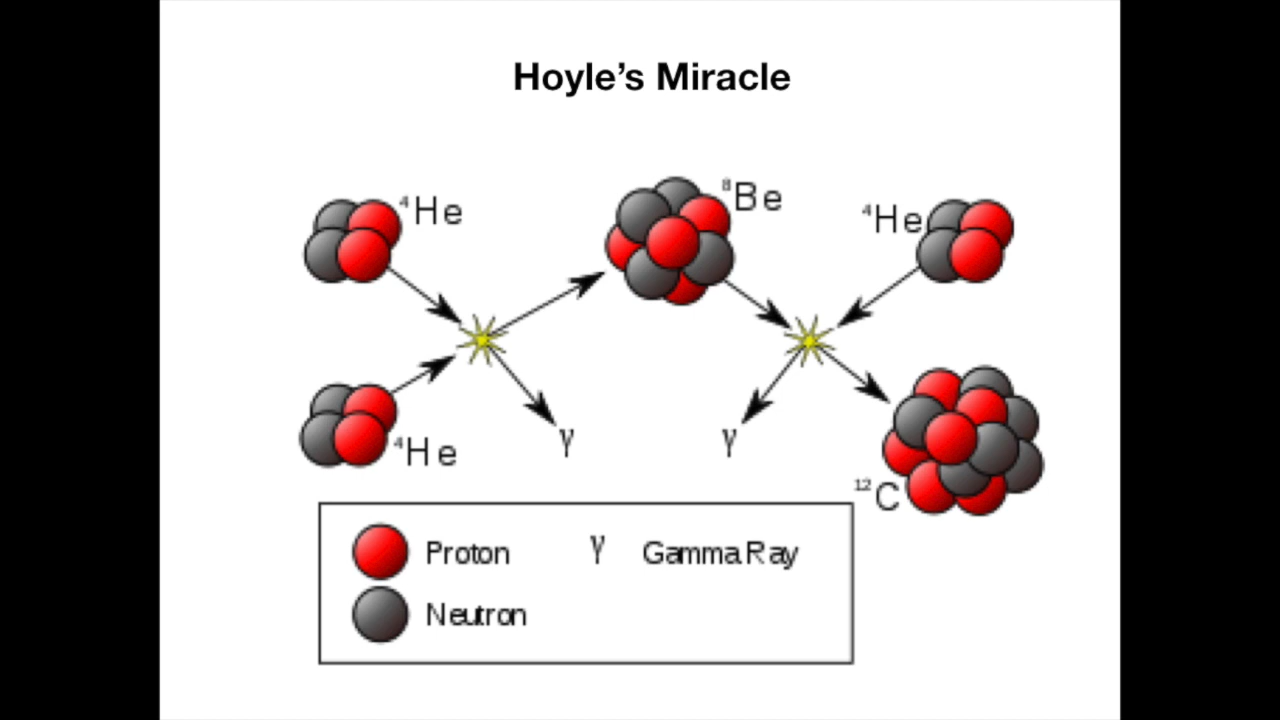 Hoyle's Miracle
⁴He
⁸Be
⁴He
⁴He
γ
γ
¹²C
Proton
γ Gamma Ray
Neutron